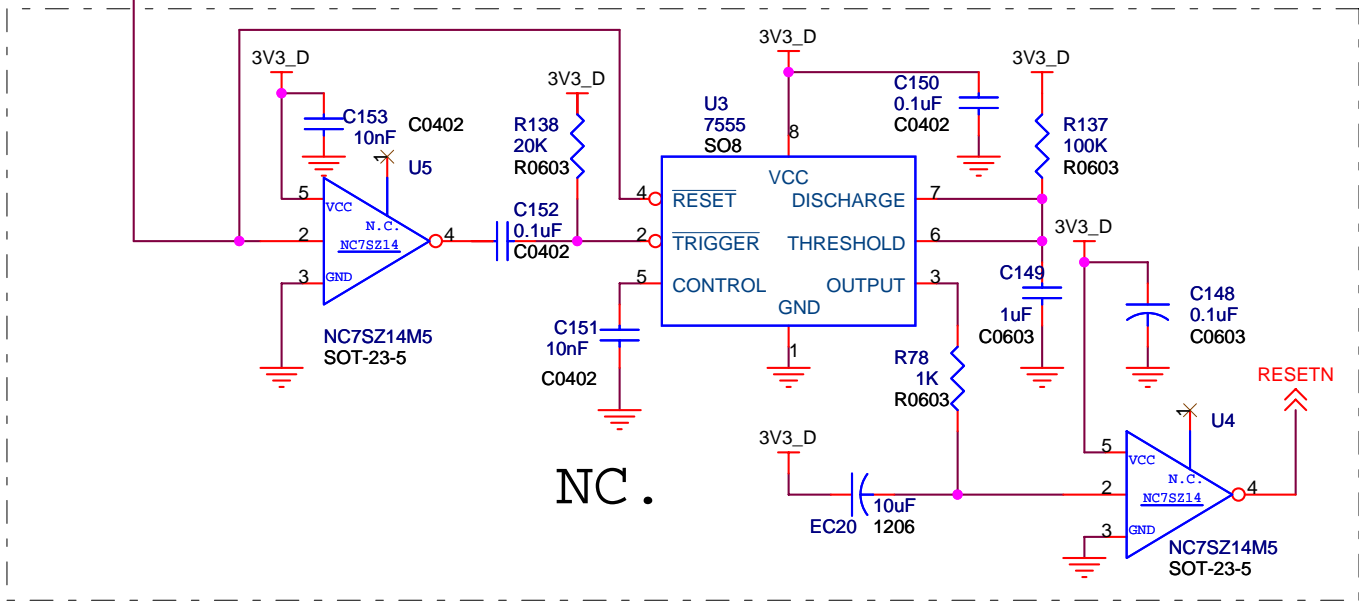 3V3_D
C153
10nF
C0402
1
U5
5
VCC
N.C.
2
NC7SZ14
4
3
GND
NC7SZ14M5
SOT-23-5
3V3_D
R138
20K
R0603
C152
0.1uF
C0402
C151
10nF
C0402
3V3_D
U3
7555
SO8
8
VCC
4
RESET
DISCHARGE
7
2
TRIGGER
THRESHOLD
6
5
CONTROL
OUTPUT
3
GND
1
C150
0.1uF
C0402
3V3_D
R137
100K
R0603
C149
1uF
C0603
3V3_D
C148
0.1uF
C0603
R78
1K
R0603
3V3_D
EC20
10uF
1206
NC.
RESETN
1
U4
5
VCC
N.C.
2
NC7SZ14
4
3
GND
NC7SZ14M5
SOT-23-5